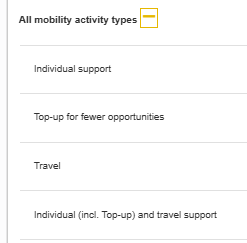 All mobility activity types
Individual support
Top-up for fewer opportunities
Travel
Individual (incl. Top-up) and travel support